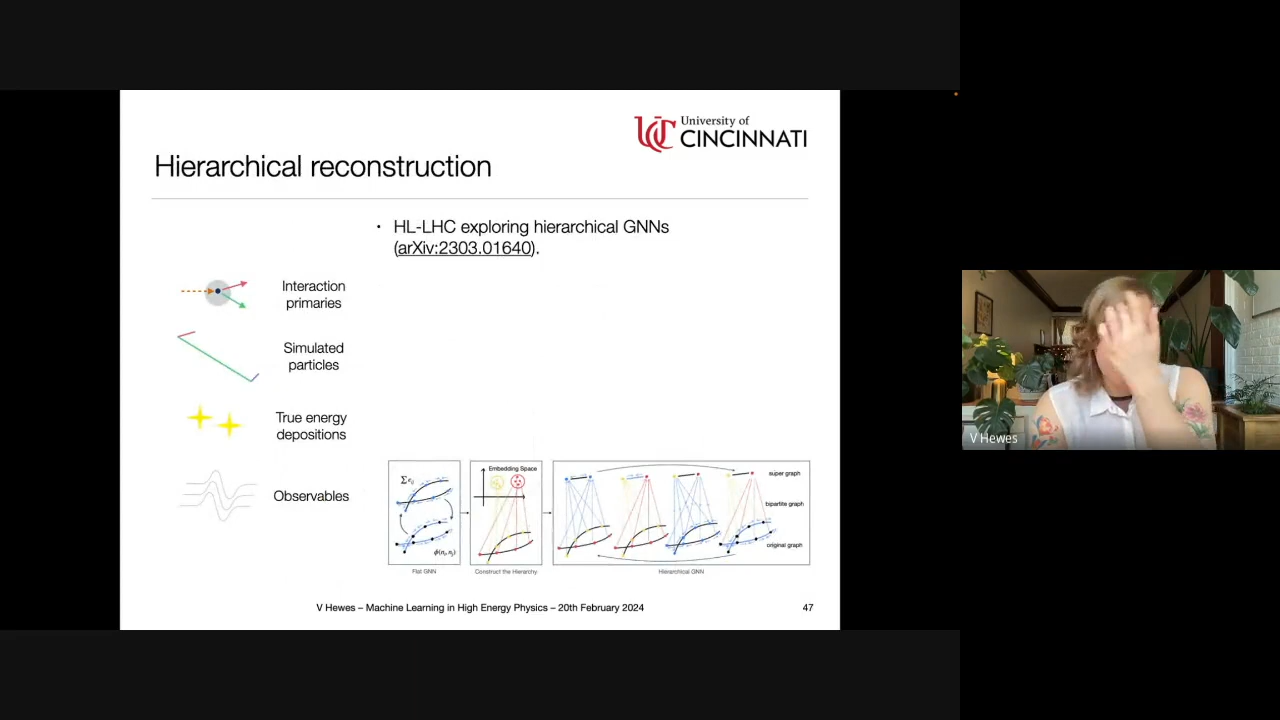 University of
CINCINNATI
Hierarchical reconstruction
• HL-LHC exploring hierarchical GNNs
(arXiv:2303.01640).
Interaction
primaries
Simulated
particles
True energy
depositions
Observables
Embedding Space
super graph
bipartite graph
original graph
Flat GNN
Construct the Hierarchy
Hierarchical GNN
V Hewes – Machine Learning in High Energy Physics – 20th February 2024
47
V Hewes